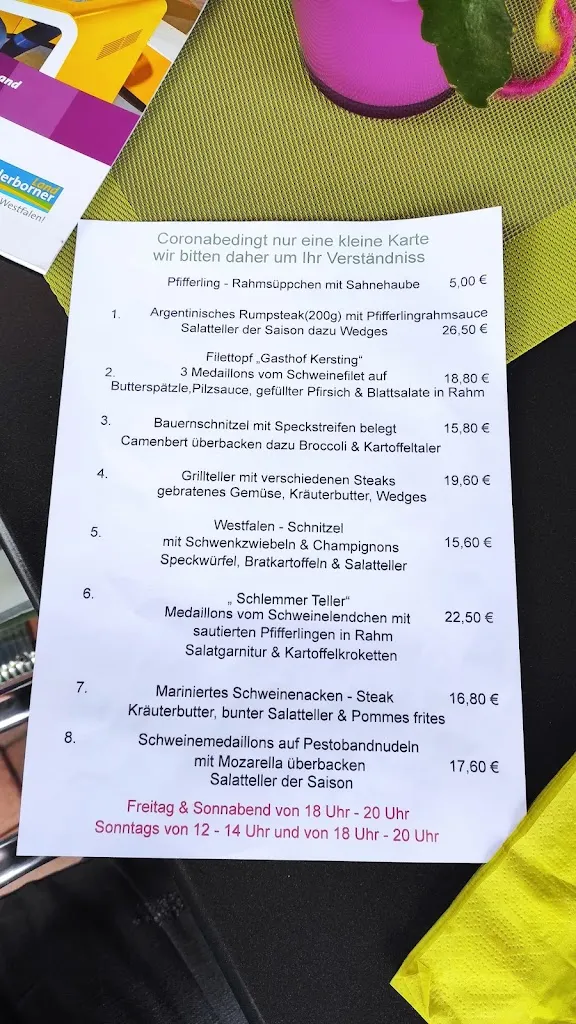 and
Land
erborner
Westfalen!
Coronabedingt nur eine kleine Karte
wir bitten daher um Ihr Verständniss
Pfifferling - Rahmsüppchen mit Sahnehaube 5,00 €
1. Argentinisches Rumpsteak(200g) mit Pfifferlingrahmsauce
Salatteller der Saison dazu Wedges 26,50 €
Filettopf „Gasthof Kersting“
2. 3 Medaillons vom Schweinefilet auf 18,80 €
Butterspätzle,Pilzsauce, gefüllter Pfirsich & Blattsalate in Rahm
3. Bauernschnitzel mit Speckstreifen belegt 15,80 €
Camenbert überbacken dazu Broccoli & Kartoffeltaler
4. Grillteller mit verschiedenen Steaks 19,60 €
gebratenes Gemüse, Kräuterbutter, Wedges
Westfalen - Schnitzel
5. mit Schwenkzwiebeln & Champignons 15,60 €
Speckwürfel, Bratkartoffeln & Salatteller
6. „ Schlemmer Teller“
Medaillons vom Schweinelendchen mit 22,50 €
sautierten Pfifferlingen in Rahm
Salatgarnitur & Kartoffelkroketten
7. Mariniertes Schweinenacken - Steak 16,80 €
Kräuterbutter, bunter Salatteller & Pommes frites
8. Schweinemedaillons auf Pestobandnudeln
mit Mozarella überbacken 17,60 €
Salatteller der Saison
Freitag & Sonnabend von 18 Uhr - 20 Uhr
Sonntags von 12 - 14 Uhr und von 18 Uhr - 20 Uhr